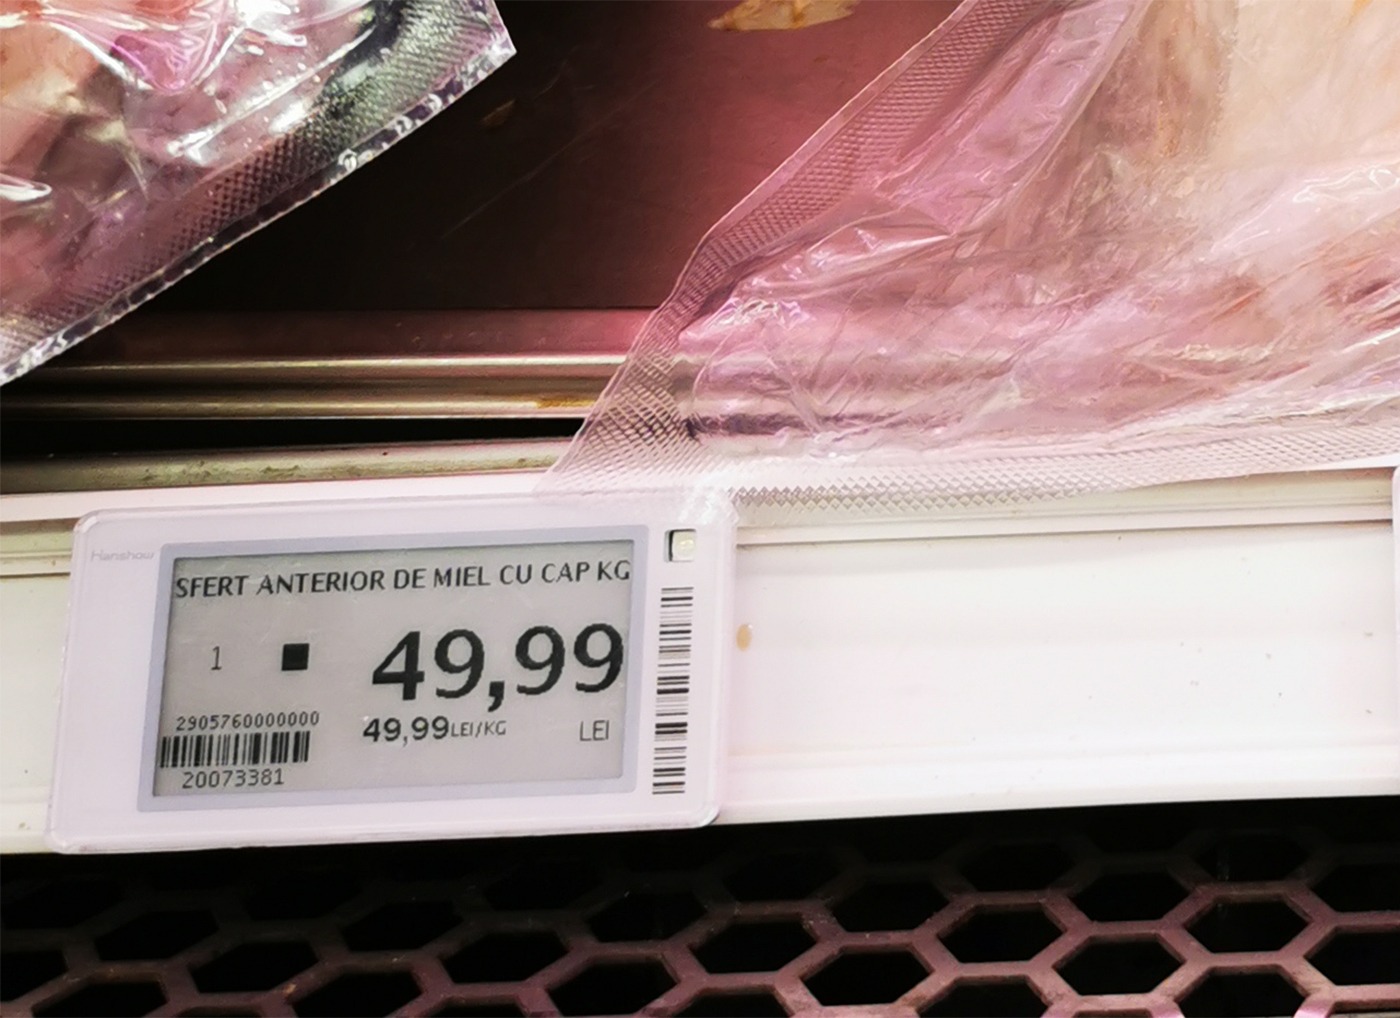 Hanshow
SFERT ANTERIOR DE MIEL CU CAP KG
1
49,99
2905760000000
49,99LEI/KG
LEI
20073381